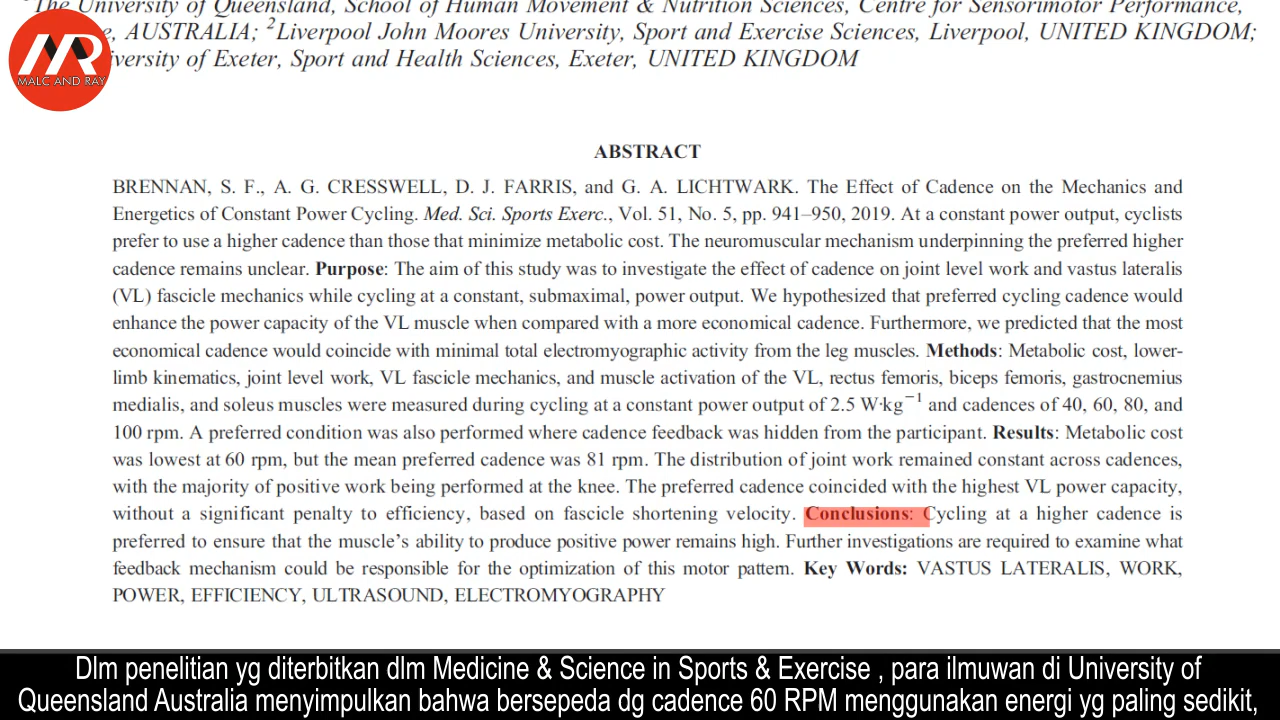 The University of Queensland, School of Human Movement & Nutrition Sciences, Centre for Sensorimotor Performance,
e, AUSTRALIA; ²Liverpool John Moores University, Sport and Exercise Sciences, Liverpool, UNITED KINGDOM;
iversity of Exeter, Sport and Health Sciences, Exeter, UNITED KINGDOM
MR
MALC AND RAY
ABSTRACT
BRENNAN, S. F., A. G. CRESSWELL, D. J. FARRIS, and G. A. LICHTWARK. The Effect of Cadence on the Mechanics and
Energetics of Constant Power Cycling. Med. Sci. Sports Exerc., Vol. 51, No. 5, pp. 941–950, 2019. At a constant power output, cyclists
prefer to use a higher cadence than those that minimize metabolic cost. The neuromuscular mechanism underpinning the preferred higher
cadence remains unclear. Purpose: The aim of this study was to investigate the effect of cadence on joint level work and vastus lateralis
(VL) fascicle mechanics while cycling at a constant, submaximal, power output. We hypothesized that preferred cycling cadence would
enhance the power capacity of the VL muscle when compared with a more economical cadence. Furthermore, we predicted that the most
economical cadence would coincide with minimal total electromyographic activity from the leg muscles. Methods: Metabolic cost, lower-
limb kinematics, joint level work, VL fascicle mechanics, and muscle activation of the VL, rectus femoris, biceps femoris, gastrocnemius
medialis, and soleus muscles were measured during cycling at a constant power output of 2.5 W·kg⁻¹ and cadences of 40, 60, 80, and
100 rpm. A preferred condition was also performed where cadence feedback was hidden from the participant. Results: Metabolic cost
was lowest at 60 rpm, but the mean preferred cadence was 81 rpm. The distribution of joint work remained constant across cadences,
with the majority of positive work being performed at the knee. The preferred cadence coincided with the highest VL power capacity,
without a significant penalty to efficiency, based on fascicle shortening velocity. Conclusions: Cycling at a higher cadence is
preferred to ensure that the muscle's ability to produce positive power remains high. Further investigations are required to examine what
feedback mechanism could be responsible for the optimization of this motor pattern. Key Words: VASTUS LATERALIS, WORK,
POWER, EFFICIENCY, ULTRASOUND, ELECTROMYOGRAPHY
Dlm penelitian yg diterbitkan dlm Medicine & Science in Sports & Exercise , para ilmuwan di University of
Queensland Australia menyimpulkan bahwa bersepeda dg cadence 60 RPM menggunakan energi yg paling sedikit,